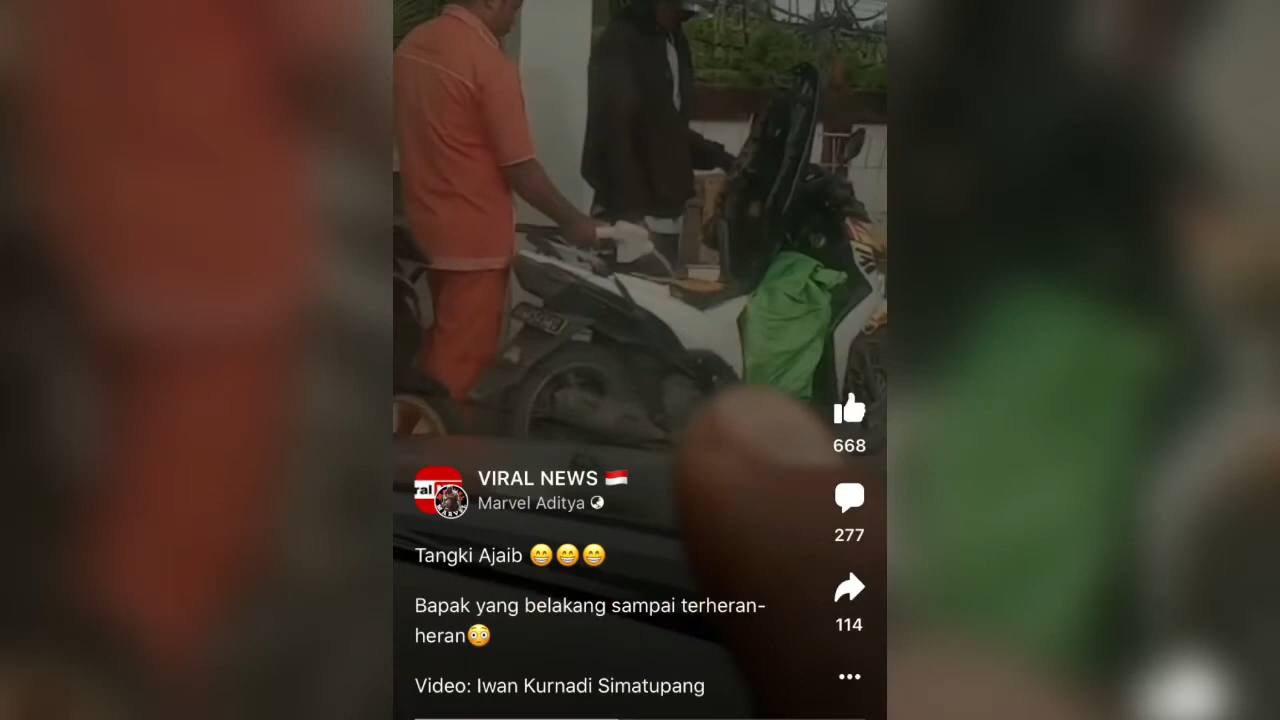 668
VIRAL NEWS 🇮🇩
Marvel Aditya
277
Tangki Ajaib 😁😁😁
Bapak yang belakang sampai terheran-
heran😳
114
Video: Iwan Kurnadi Simatupang